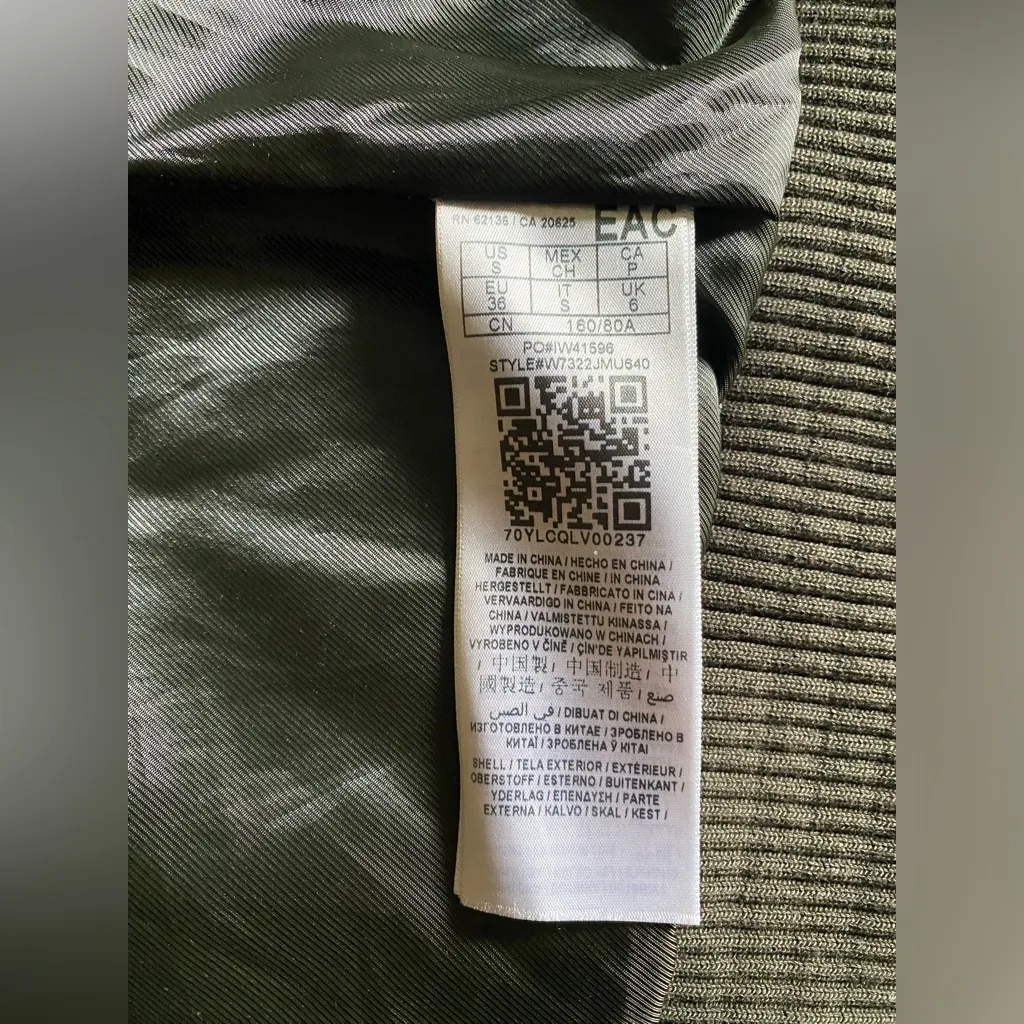 RN 62136 / CA 20625 EAC
US MEX CA
S CH P
EU IT UK
36 S 6
CN 160/80A
PO#IW41596
STYLE#W7322JMU640
70YLCQLV00237
MADE IN CHINA / HECHO EN CHINA /
FABRIQUE EN CHINE / IN CHINA
HERGESTELLT / FABBRICATO IN CINA /
VERVAARDIGD IN CHINA / FEITO NA
CHINA / VALMISTETTU KIINASSA /
WYPRODUKOWANO W CHINACH /
VYROBENO V ČÍNĚ / ÇİN'DE YAPILMIŞTIR
/ 中国製 / 中国制造 / 中
國製造 / 중국 제품 / صنع
في الصين / DIBUAT DI CHINA /
ИЗГОТОВЛЕНО В КИТАЕ / ЗРОБЛЕНО В
КИТАЇ / ЗРОБЛЕНА Ў КІТАІ
SHELL / TELA EXTERIOR / EXTÉRIEUR /
OBERSTOFF / ESTERNO / BUITENKANT /
YDERLAG / ΕΠΕΝΔΥΣΗ / PARTE
EXTERNA / KALVO / SKAL / KEST /